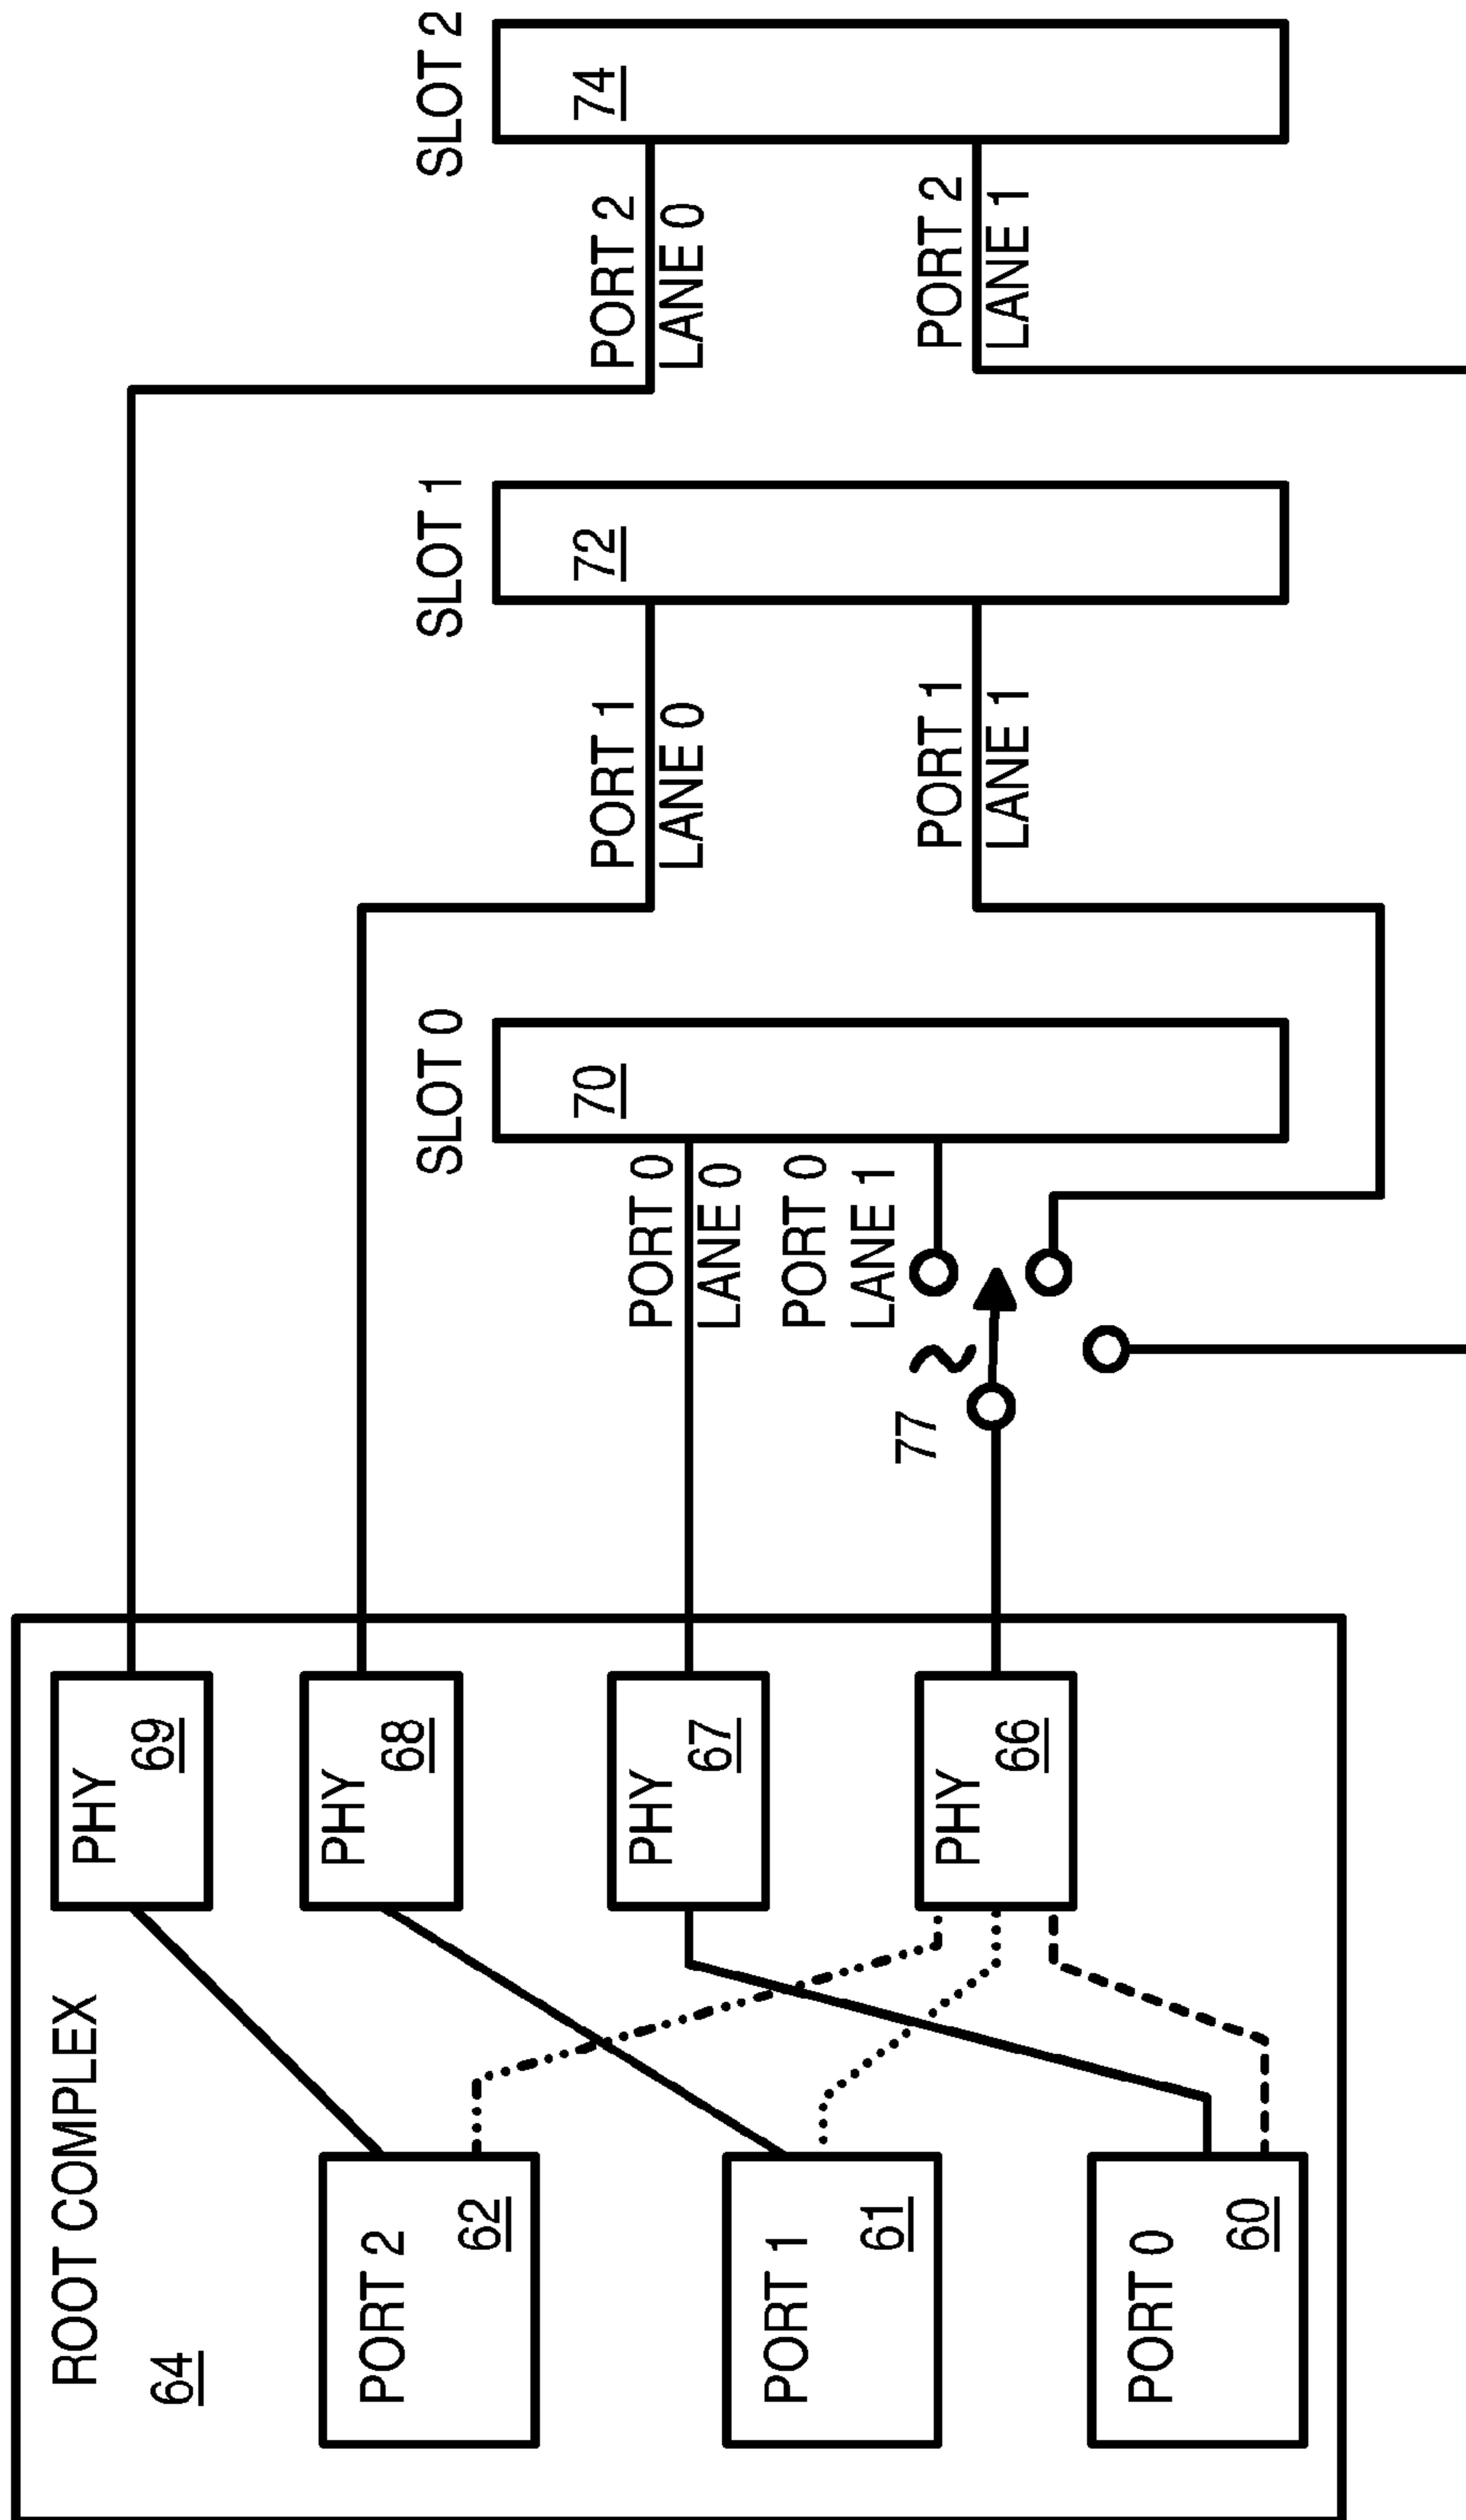 ROOT COMPLEX
64
PORT 2
62
PORT 1
61
PORT 0
60
PHY
69
PHY
68
PHY
67
PHY
66
77
PORT 0
LANE 0
PORT 0
LANE 1
SLOT 0
70
PORT 1
LANE 0
PORT 1
LANE 1
SLOT 1
72
PORT 2
LANE 0
PORT 2
LANE 1
SLOT 2
74